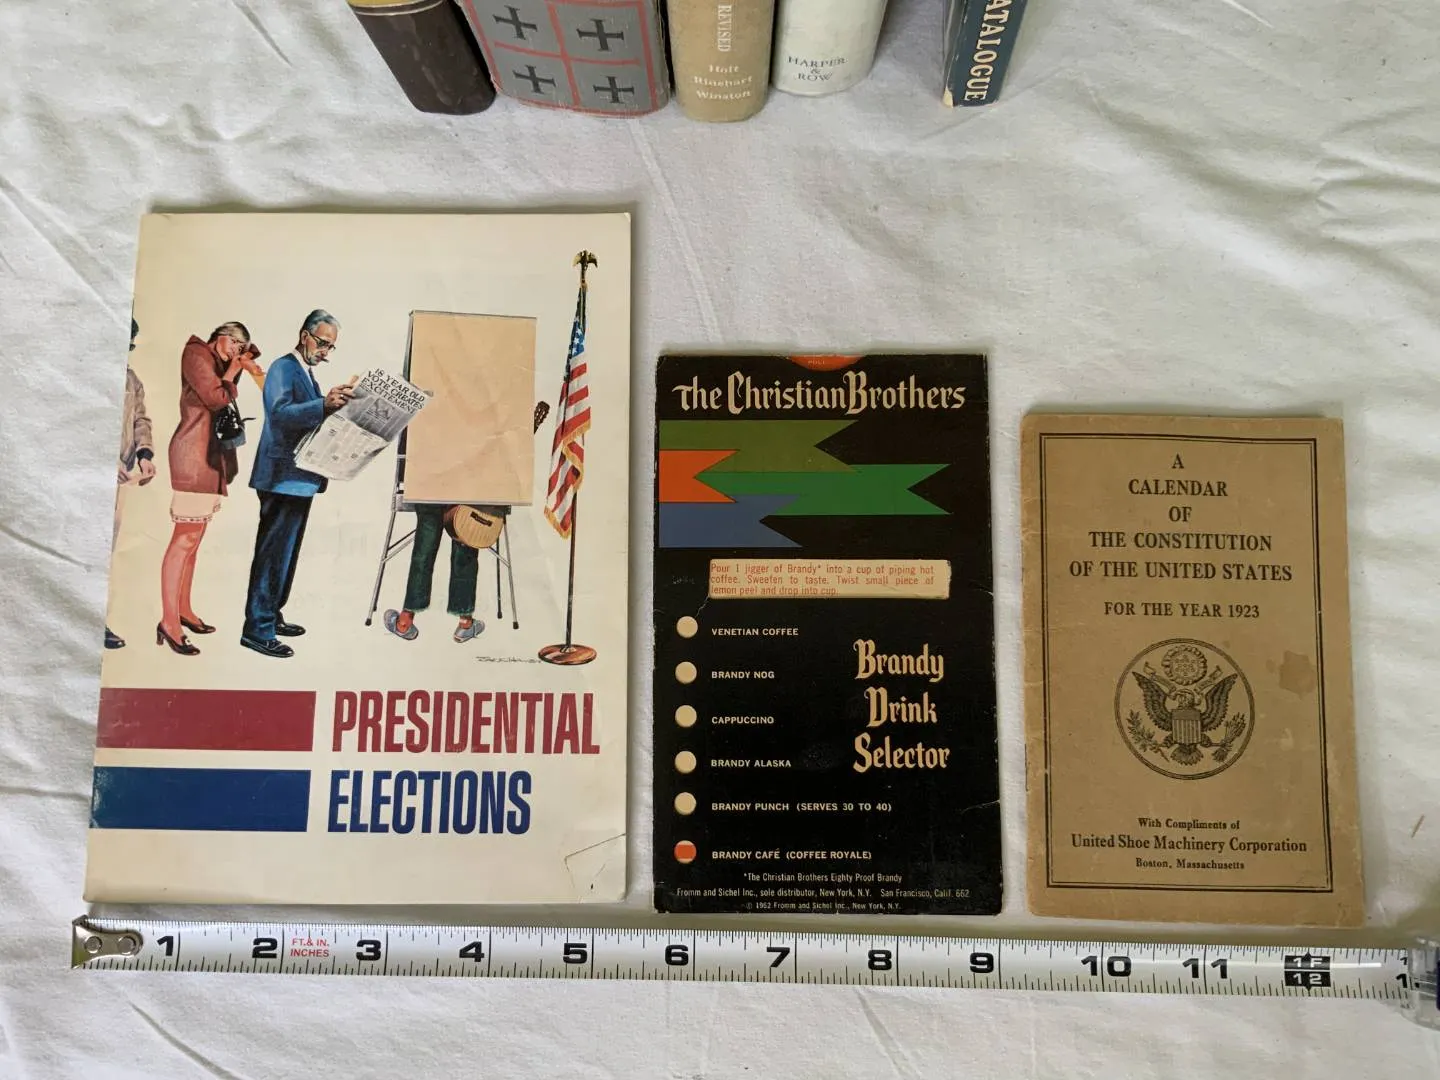 REVISED
Holt
Rinehart
Winston
HARPER
&
ROW
CATALOGUE
18 YEAR OLD
VOTE CREATES
EXCITEMENT
PRESIDENTIAL
ELECTIONS
PULL
The Christian Brothers
Pour 1 jigger of Brandy* into a cup of piping hot
coffee. Sweeten to taste. Twist small piece of
lemon peel and drop into cup.
VENETIAN COFFEE
BRANDY NOG
CAPPUCCINO
BRANDY ALASKA
BRANDY PUNCH (SERVES 30 TO 40)
BRANDY CAFÉ (COFFEE ROYALE)
Brandy
Drink
Selector
*The Christian Brothers Eighty Proof Brandy
Fromm and Sichel Inc., sole distributor, New York, N.Y. San Francisco, Calif. 662
© 1962 Fromm and Sichel Inc., New York, N.Y.
A
CALENDAR
OF
THE CONSTITUTION
OF THE UNITED STATES
FOR THE YEAR 1923
With Compliments of
United Shoe Machinery Corporation
Boston, Massachusetts
1 2 FT.& IN. 3 4 5 6 7 8 9 10 11 1F
INCHES 12